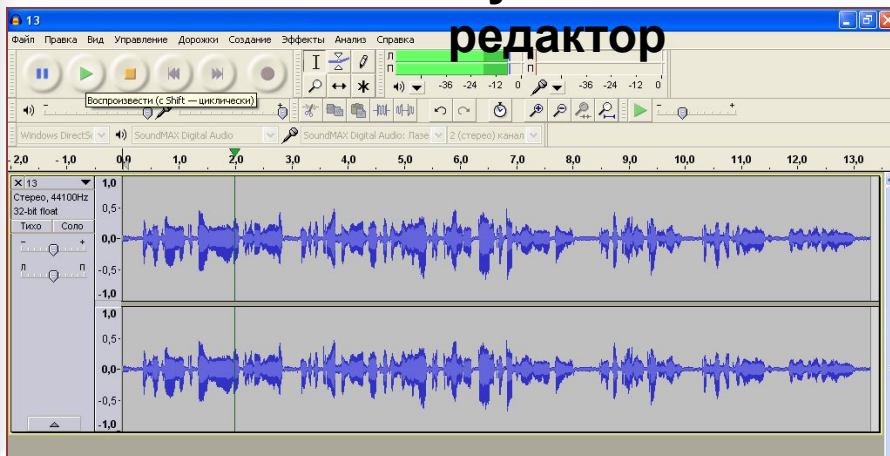 редактор
13
Файл Правка Вид Управление Дорожки Создание Эффекты Анализ Справка
Л
П
-36 -24 -12 0
-36 -24 -12 0
Воспроизвести (с Shift — циклически)
SoundMAX Digital Audio
SoundMAX Digital Audio: Лазе
2 (стерео) канал
- 2,0 - 1,0 0,0 1,0 2,0 3,0 4,0 5,0 6,0 7,0 8,0 9,0 10,0 11,0 12,0 13,0
13
Стерео, 44100Hz
32-bit float
Тихо Соло
- +
Л П
1,0
0,5-
0,0-
-0,5-
-1,0
1,0
0,5-
0,0-
-0,5-
-1,0